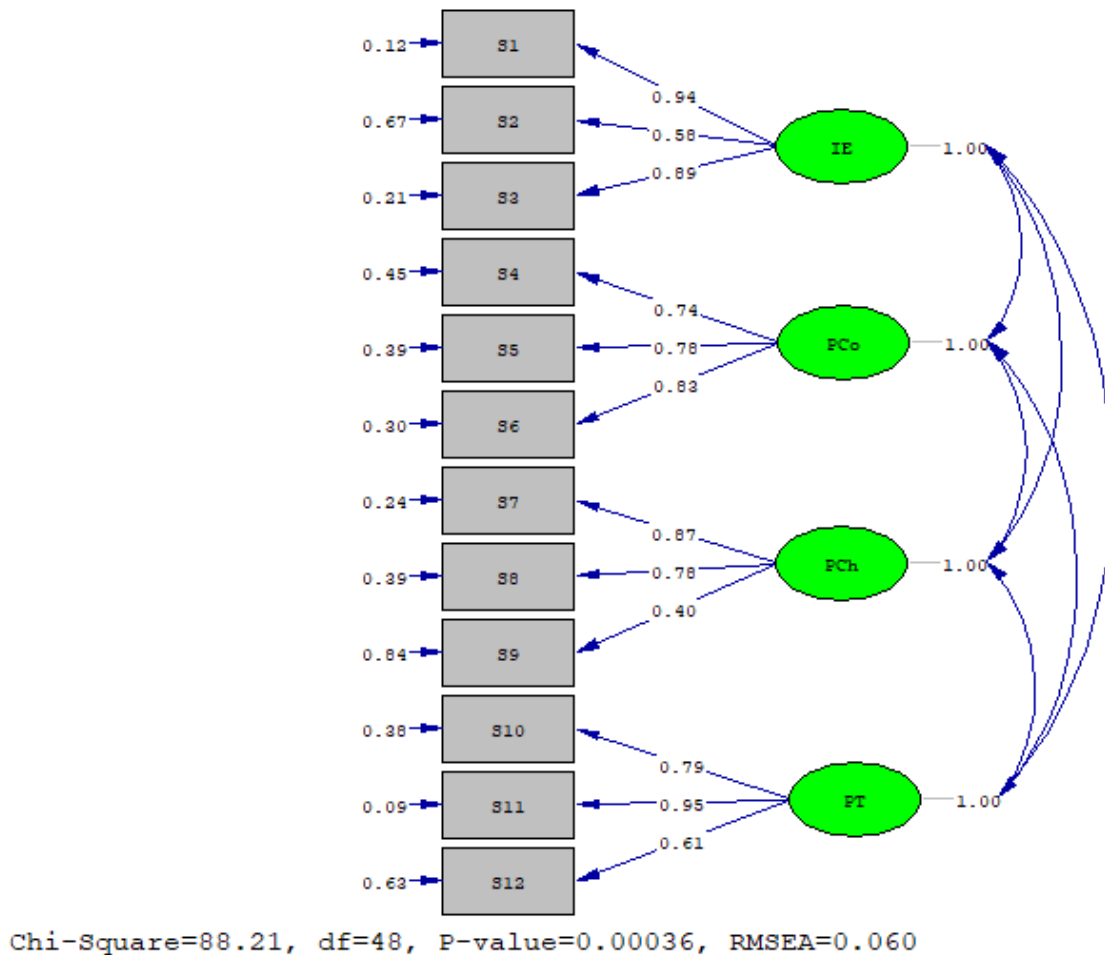 0.12 S1
0.94
0.67 S2 0.58 IE 1.00
0.89
0.21 S3
0.45 S4
0.74
0.39 S5 0.78 PCo 1.00
0.83
0.30 S6
0.24 S7
0.87
0.39 S8 0.78 PCh 1.00
0.40
0.84 S9
0.38 S10
0.79
0.09 S11 0.95 PT 1.00
0.61
0.63 S12
Chi-Square=88.21, df=48, P-value=0.00036, RMSEA=0.060